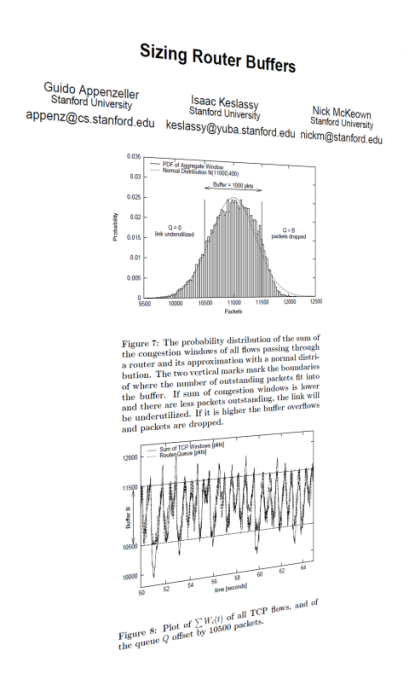 Sizing Router Buffers
Guido Appenzeller
Stanford University
appenz@cs.stanford.edu
Isaac Keslassy
Stanford University
keslassy@yuba.stanford.edu
Nick McKeown
Stanford University
nickm@stanford.edu
0.035
0.03
0.025
0.02
0.015
0.01
0.005
0
Probability
PDF of Aggregate Window
Normal Distribution N(11000,400)
Buffer = 1000 pkts
Q = 0
link underutilized
Q > B
packets dropped
9500 10000 10500 11000 11500 12000 12500
Packets
Figure 7: The probability distribution of the sum of
the congestion windows of all flows passing through
a router and its approximation with a normal distri-
bution. The two vertical marks mark the boundaries
of where the number of outstanding packets fit into
the buffer. If sum of congestion windows is lower
and there are less packets outstanding, the link will
be underutilized. If it is higher the buffer overflows
and packets are dropped.
12000
11500
10500
10000
Buffer B
Sum of TCP Windows [pkts]
Router Queue [pkts]
50 52 54 56 58 60 62 64
time [seconds]
Figure 8: Plot of ∑Wᵢ(t) of all TCP flows, and of
the queue Q offset by 10500 packets.